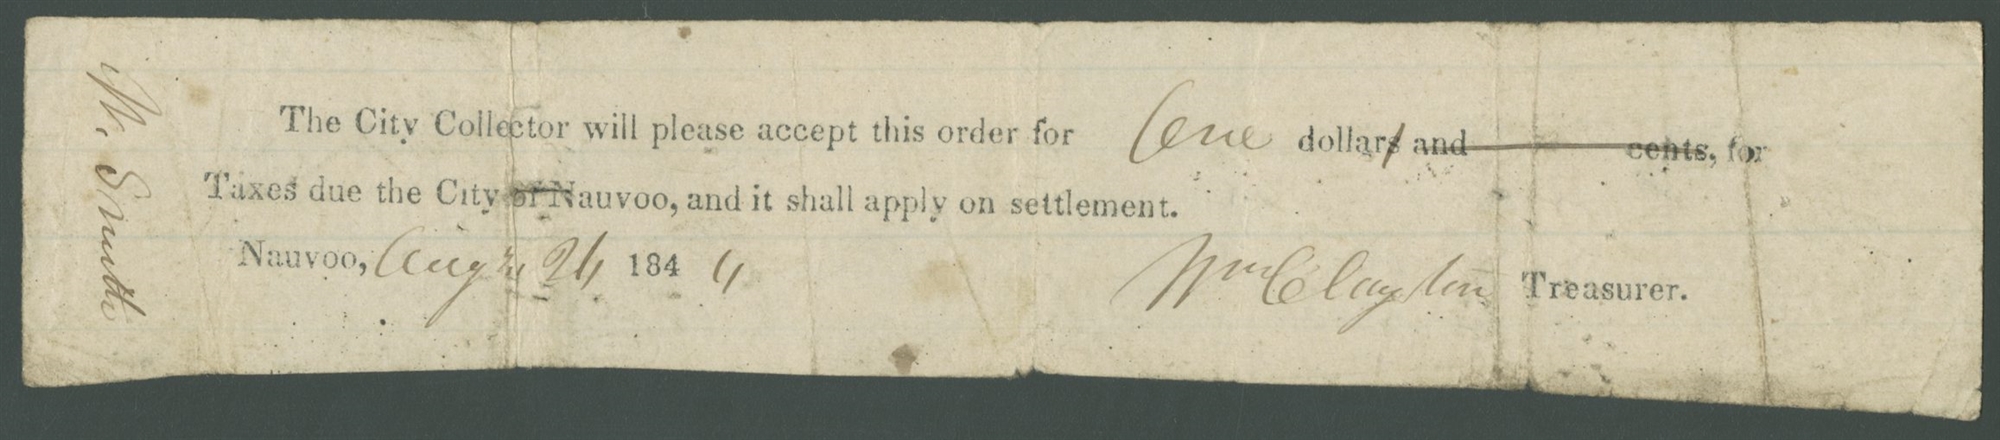 W. Smith
The City Collector will please accept this order for One dollars and cents, for
Taxes due the City of Nauvoo, and it shall apply on settlement.
Nauvoo, Augt 24 1844 Wm Clayton Treasurer.